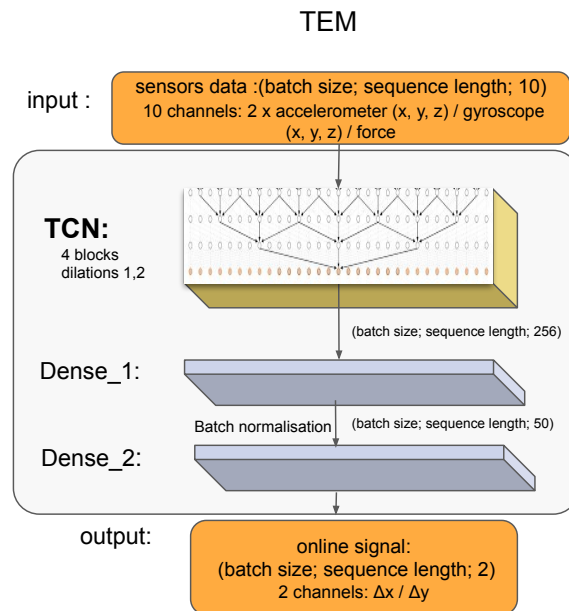 TEM
input :
sensors data :(batch size; sequence length; 10)
10 channels: 2 x accelerometer (x, y, z) / gyroscope
(x, y, z) / force
TCN:
4 blocks
dilations 1,2
(batch size; sequence length; 256)
Dense_1:
Batch normalisation
(batch size; sequence length; 50)
Dense_2:
output:
online signal:
(batch size; sequence length; 2)
2 channels: Δx / Δy